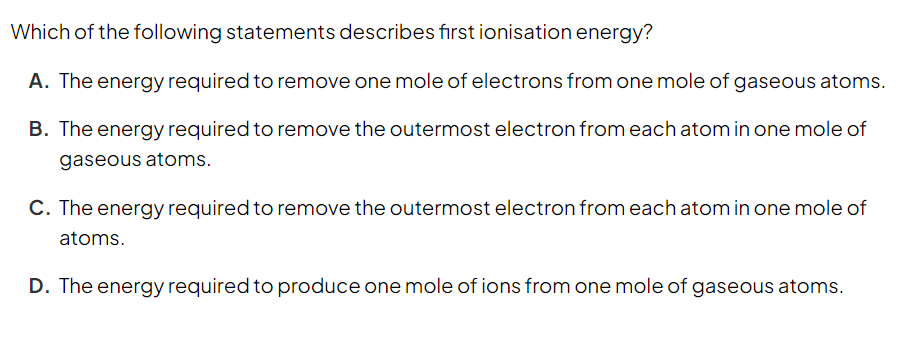 Which of the following statements describes first ionisation energy?
A. The energy required to remove one mole of electrons from one mole of gaseous atoms.
B. The energy required to remove the outermost electron from each atom in one mole of
gaseous atoms.
C. The energy required to remove the outermost electron from each atom in one mole of
atoms.
D. The energy required to produce one mole of ions from one mole of gaseous atoms.